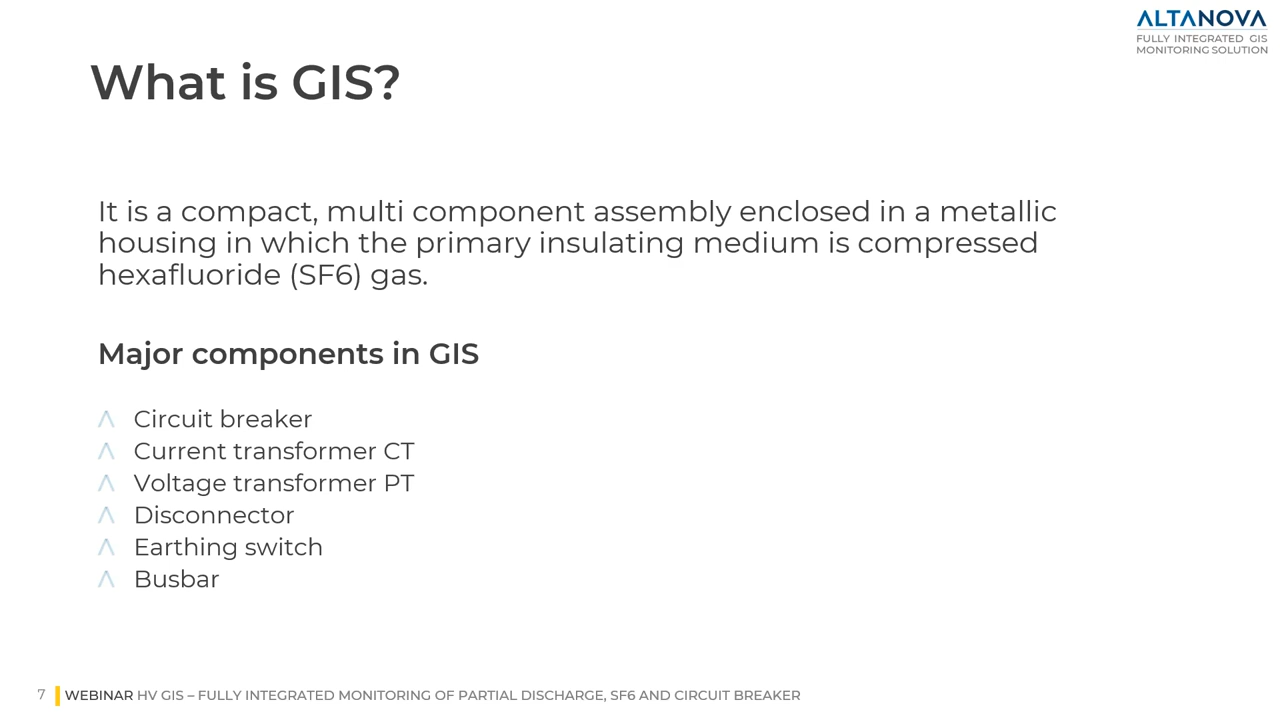 ALTANOVA
FULLY INTEGRATED GIS
MONITORING SOLUTION
What is GIS?
It is a compact, multi component assembly enclosed in a metallic
housing in which the primary insulating medium is compressed
hexafluoride (SF6) gas.
Major components in GIS
Circuit breaker
Current transformer CT
Voltage transformer PT
Disconnector
Earthing switch
Busbar
7 WEBINAR HV GIS – FULLY INTEGRATED MONITORING OF PARTIAL DISCHARGE, SF6 AND CIRCUIT BREAKER